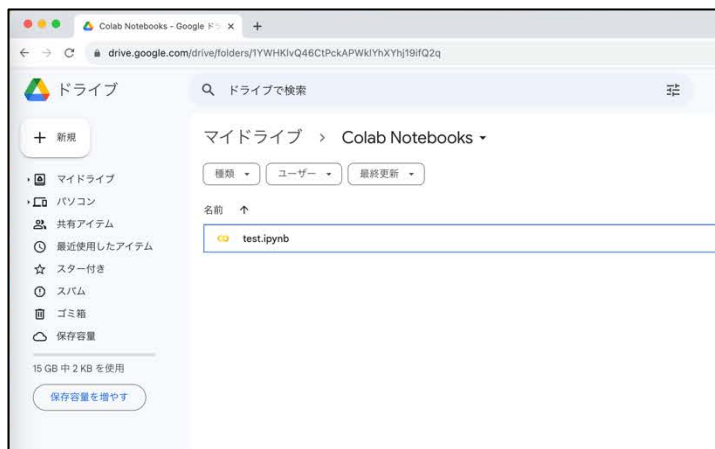 Colab Notebooks - Google ドラ
drive.google.com/drive/folders/1YWHKlvQ46CtPckAPWklYhXYhj19ifQ2q
ドライブ
ドライブで検索
新規
マイドライブ
パソコン
共有アイテム
最近使用したアイテム
スター付き
スパム
ゴミ箱
保存容量
15 GB 中 2 KB を使用
保存容量を増やす
マイドライブ > Colab Notebooks
種類
ユーザー
最終更新
名前
test.ipynb